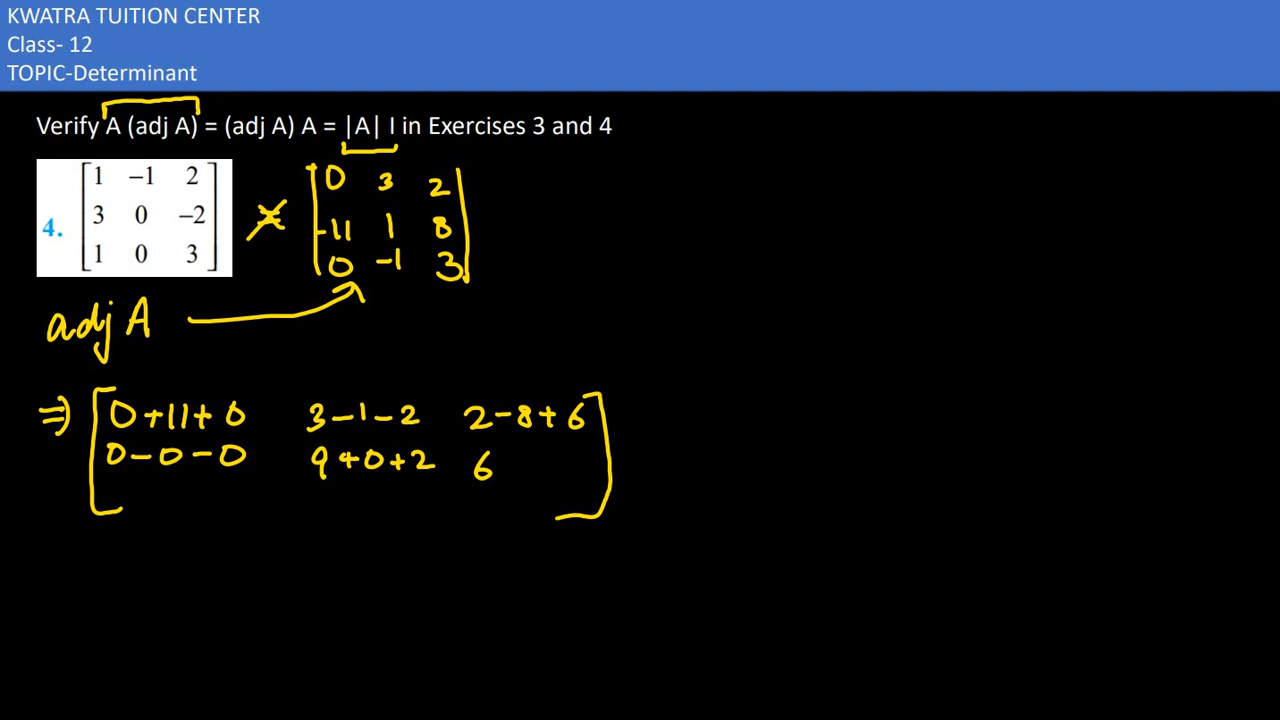 KWATRA TUITION CENTER
Class- 12
TOPIC-Determinant
Verify A (adj A) = (adj A) A = |A| I in Exercises 3 and 4
1 −1 2 0 3 2
4. 3 0 −2 × -11 1 8
1 0 3 0 -1 3
adj A
⇒ 0+11+0 3-1-2 2-8+6
0-0-0 9+0+2 6